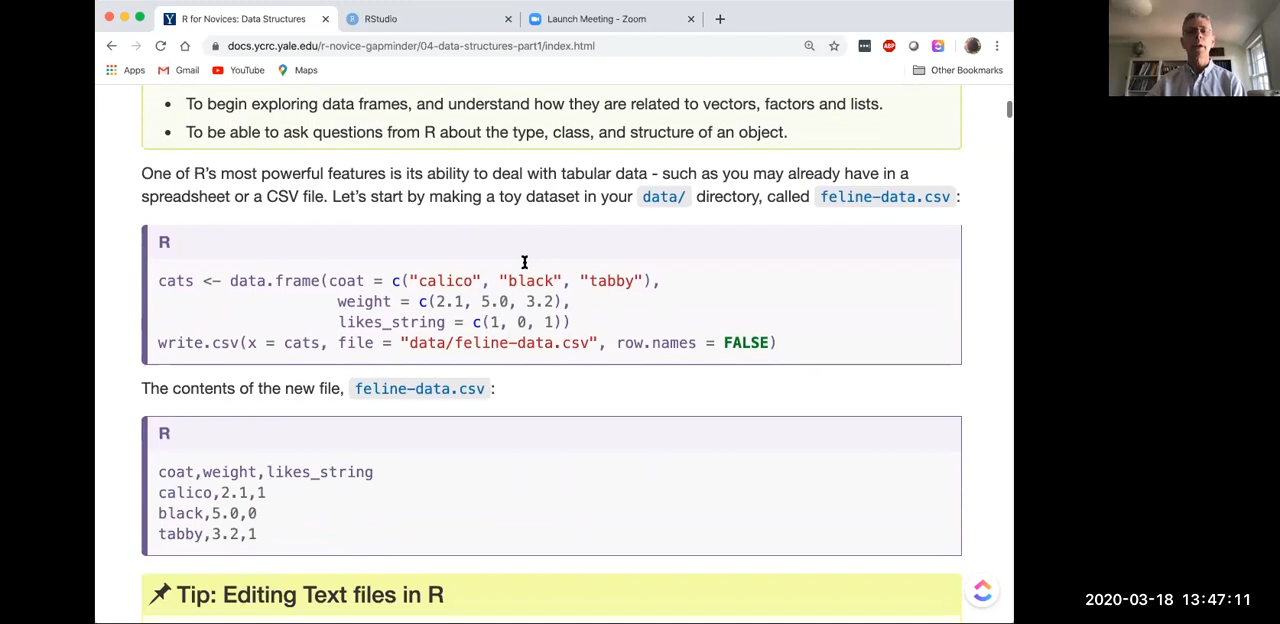 R for Novices: Data Structures
RStudio
Launch Meeting - Zoom
docs.ycrc.yale.edu/r-novice-gapminder/04-data-structures-part1/index.html
ABP
Apps
Gmail
YouTube
Maps
Other Bookmarks
• To begin exploring data frames, and understand how they are related to vectors, factors and lists.
• To be able to ask questions from R about the type, class, and structure of an object.
One of R’s most powerful features is its ability to deal with tabular data - such as you may already have in a
spreadsheet or a CSV file. Let’s start by making a toy dataset in your data/ directory, called feline-data.csv:
R
cats <- data.frame(coat = c("calico", "black", "tabby"),
weight = c(2.1, 5.0, 3.2),
likes_string = c(1, 0, 1))
write.csv(x = cats, file = "data/feline-data.csv", row.names = FALSE)
The contents of the new file, feline-data.csv:
R
coat,weight,likes_string
calico,2.1,1
black,5.0,0
tabby,3.2,1
Tip: Editing Text files in R
2020-03-18 13:47:11